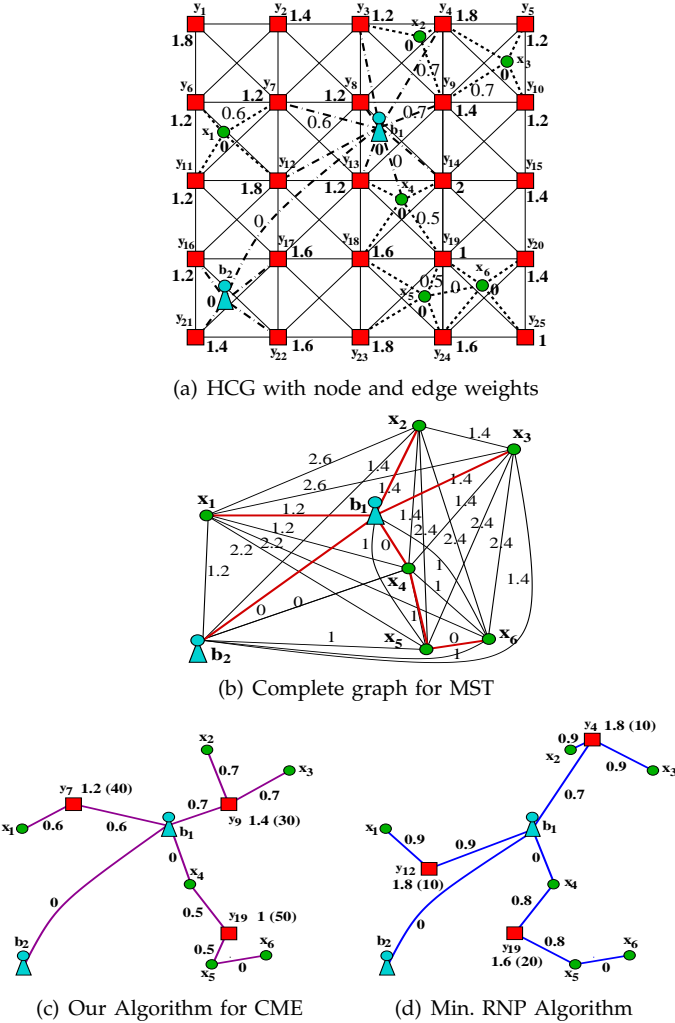 y1 y2 1.4 y3 1.2 x2 y4 1.8 y5
1.8 0 1.2
0.7 x3
0
y6 y7 y8 y9 0.7 y10
1.2 0.6 1.2 1.2 0.7 1.4 1.2
x1 0.6 b1
0 0 0
y11 y12 y13 y14 y15
1.2 1.8 1.2 x4 2 1.4
0 0 0.5
y16 y17 y18 y19 y20
1.2 1.6 1.6 1 1.4
b2 0.5 x6
0 x5 0 0
0
y21 1.4 y22 1.6 y23 1.8 y24 1.6 y25 1
(a) HCG with node and edge weights
x2
1.4 x3
2.6 1.4
2.6 1.4 1.4
x1 1.2 b1
1.2 1.4 2.4 2.4
2.2 2.2 1 0 2.4
1.2 x4 1 1.4
0 0 1
1 1 x5 0 x6
b2 1
(b) Complete graph for MST
x2
y7 1.2 (40) 0.7 x3
0.7 0.7
x1 0.6 0.6 b1 y9 1.4 (30)
0 x4
0 0.5 y19 1 (50)
b2 0.5 x6
x5 0
(c) Our Algorithm for CME
y4 1.8 (10)
0.9
x2 0.9 x3
0.7
x1 0.9 0.9 b1
y12 0
1.8 (10) x4
0 0.8
y19
1.6 (20) 0.8 x6
b2 x5 0
(d) Min. RNP Algorithm